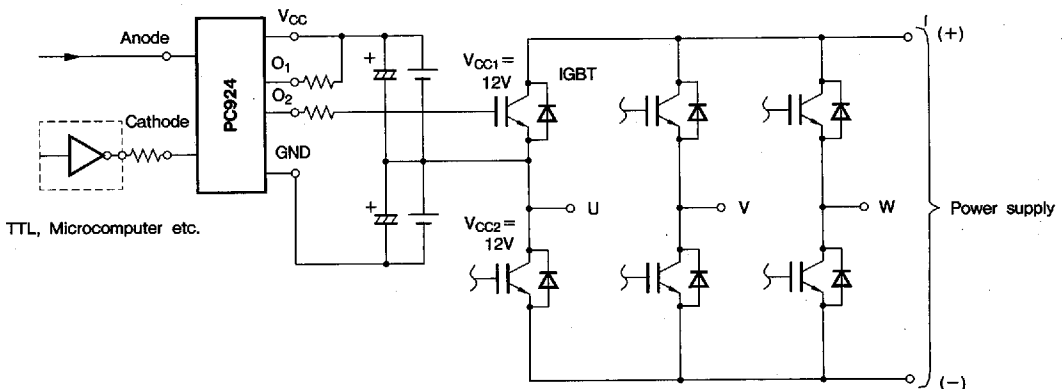 Anode
Cathode
TTL, Microcomputer etc.
PC924
VCC
O1
O2
GND
+
+
VCC1=
12V
IGBT
VCC2=
12V
U
V
W
(+)
Power supply
(−)